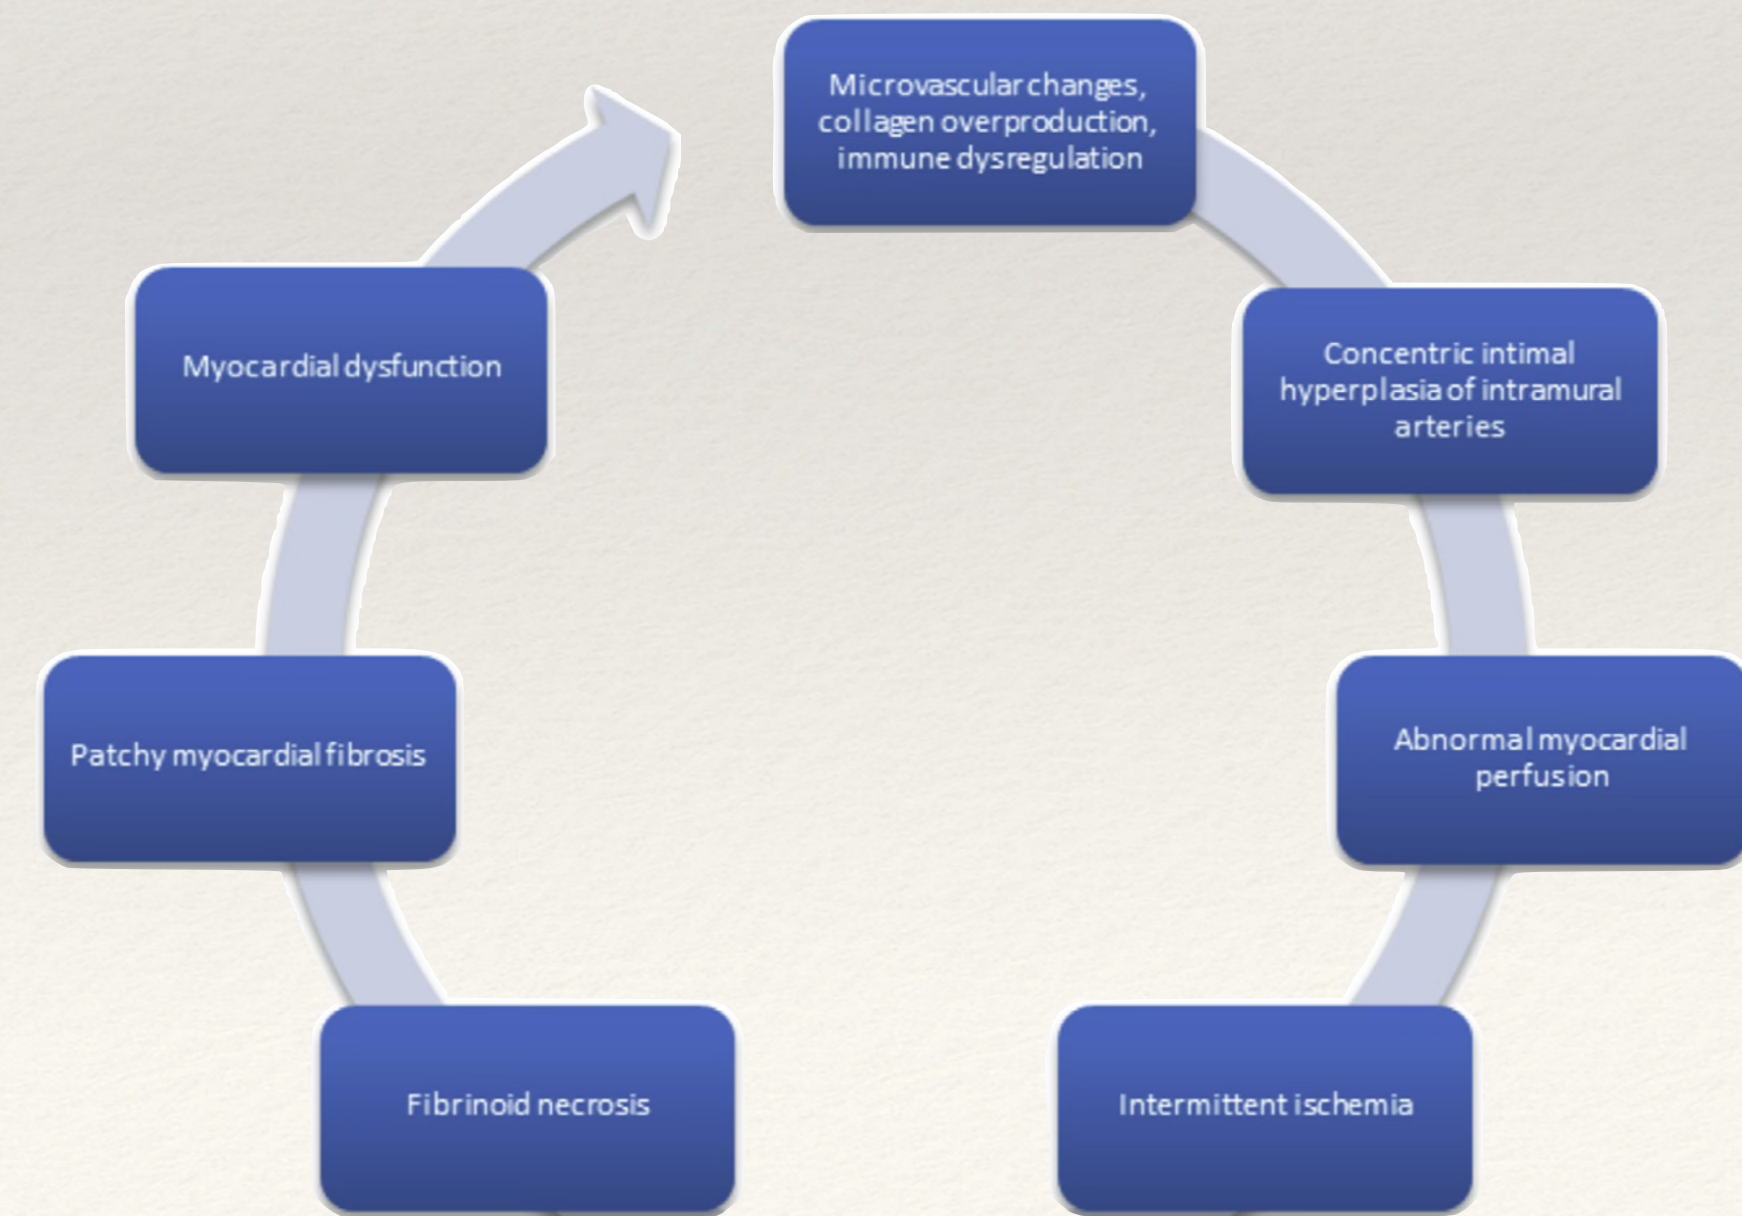 Microvascular changes,
collagen overproduction,
immune dysregulation
Concentric intimal
hyperplasia of intramural
arteries
Abnormal myocardial
perfusion
Intermittent ischemia
Fibrinoid necrosis
Patchy myocardial fibrosis
Myocardial dysfunction